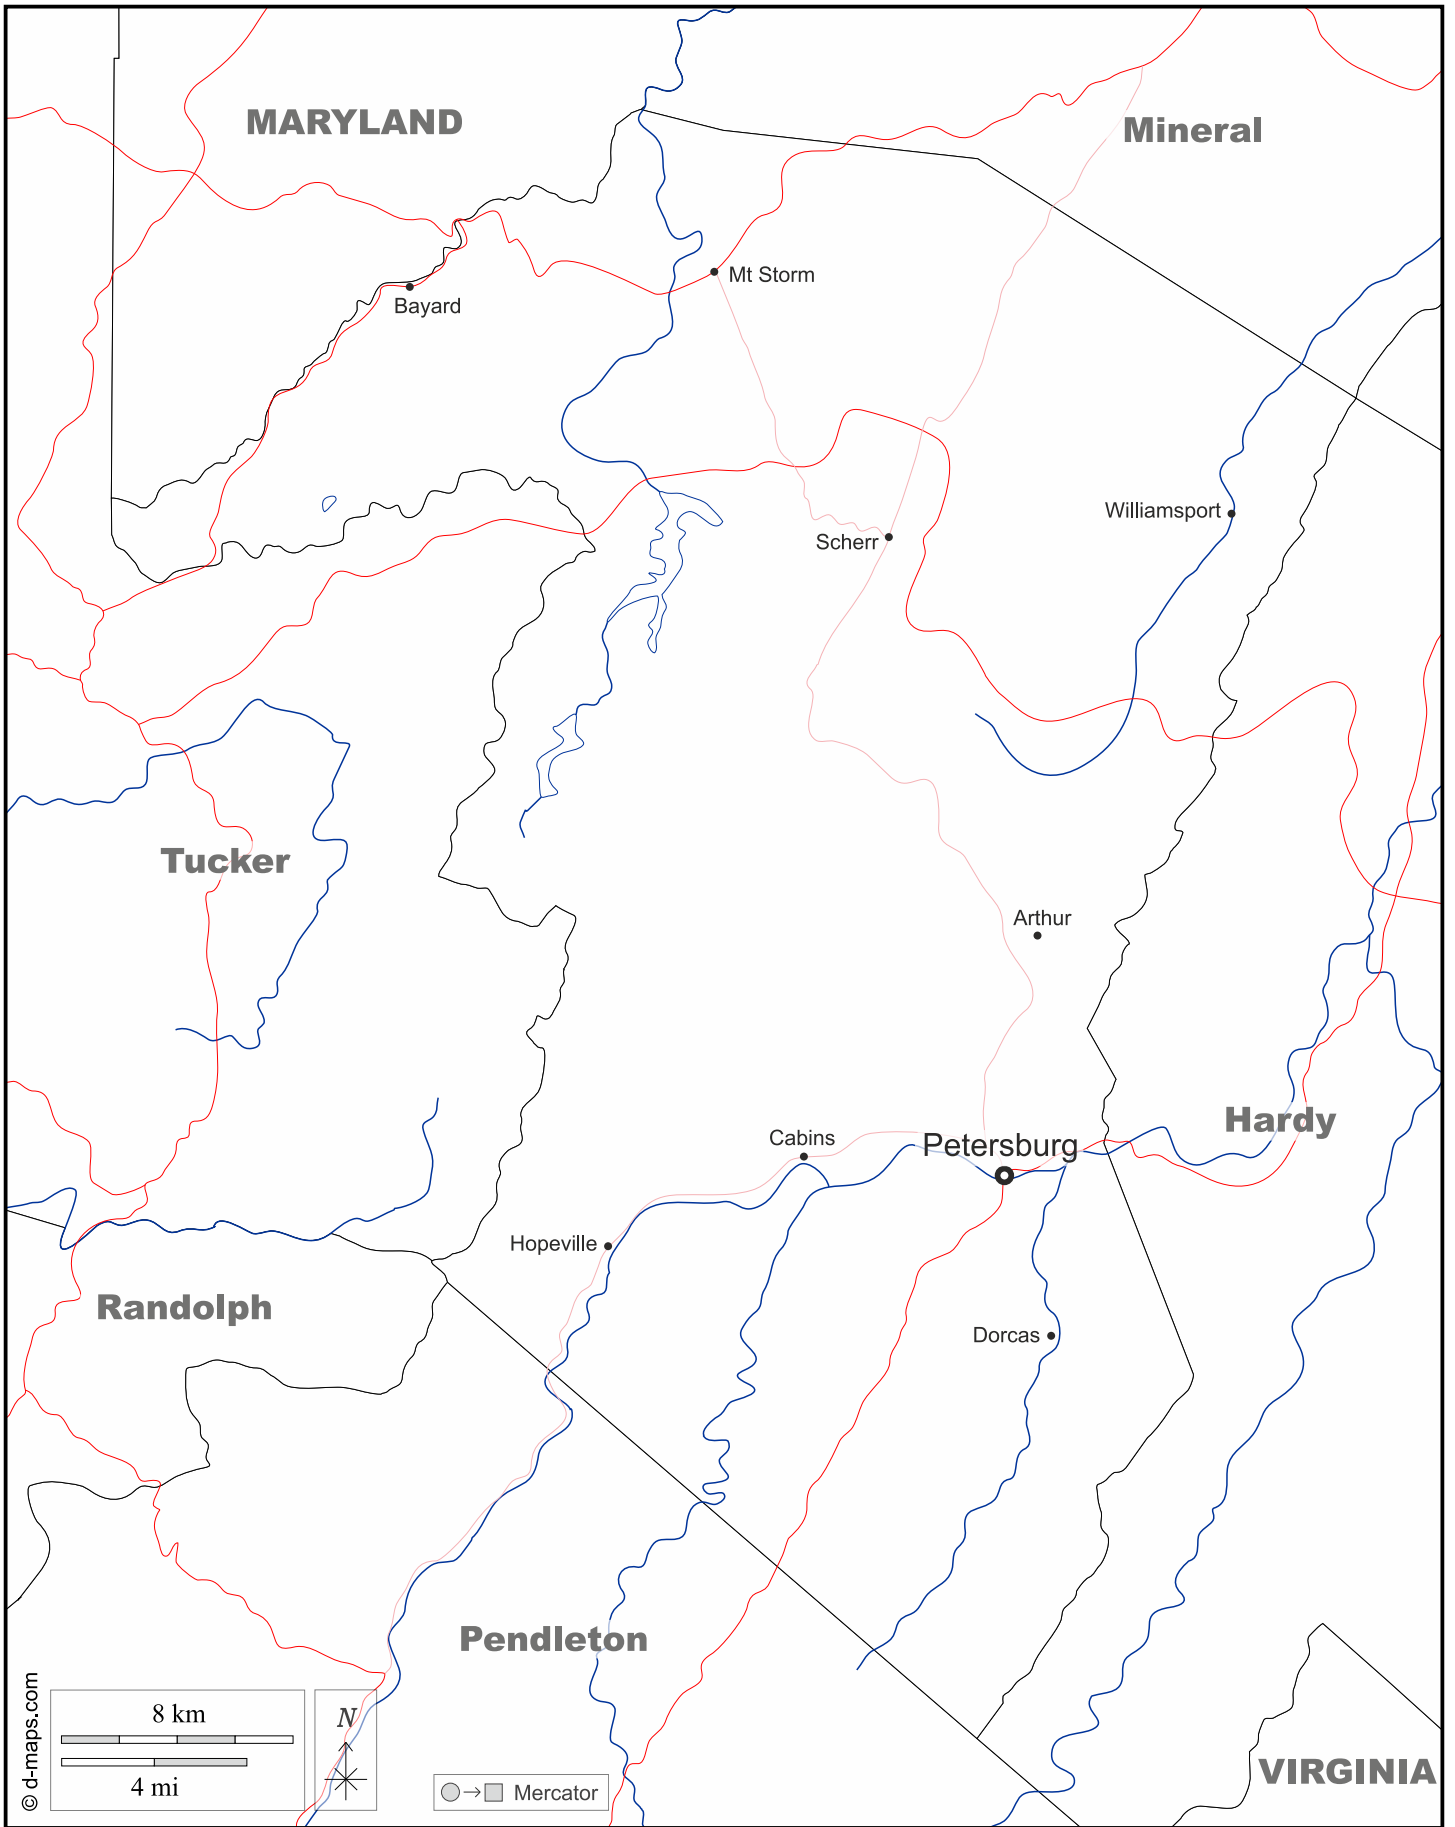 MARYLAND
Mineral
Mt Storm
Bayard
Williamsport
Scherr
Tucker
Arthur
Hardy
Cabins
Petersburg
Hopeville
Randolph
Dorcas
Pendleton
© d-maps.com
8 km
4 mi
N
Mercator
VIRGINIA